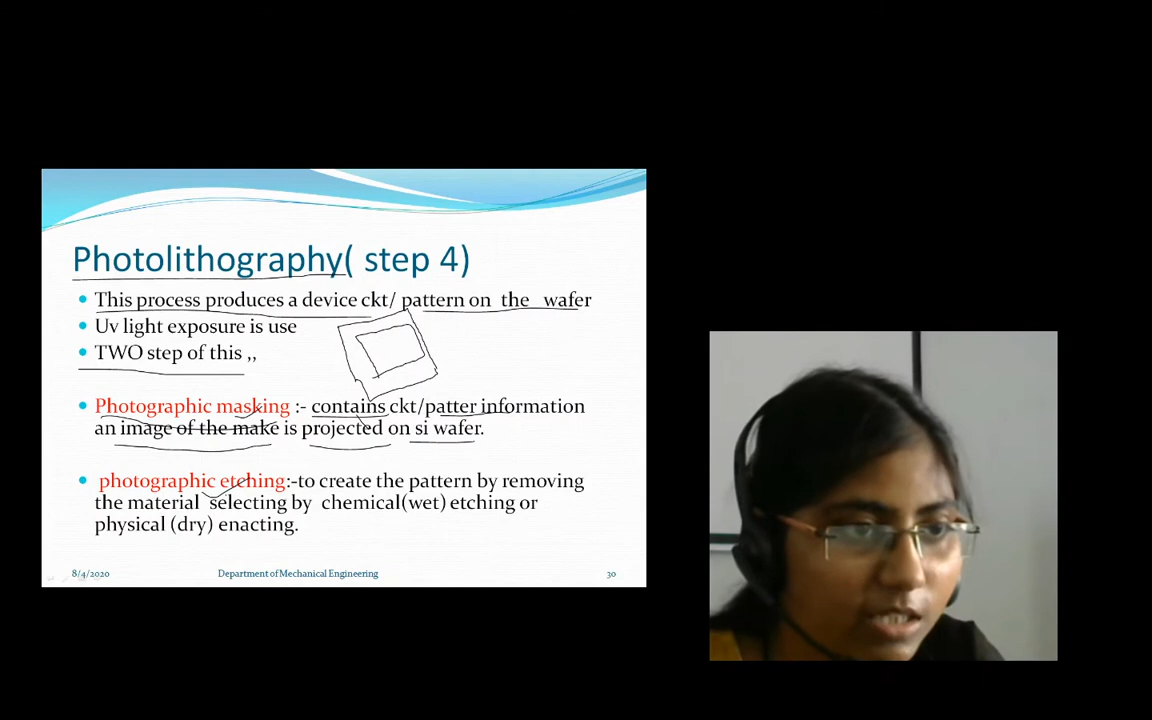 Photolithography( step 4)
This process produces a device ckt/ pattern on the wafer
Uv light exposure is use
TWO step of this ,,
Photographic masking :- contains ckt/patter information
an image of the make is projected on si wafer.
photographic etching:-to create the pattern by removing
the material selecting by chemical(wet) etching or
physical (dry) enacting.
8/4/2020 Department of Mechanical Engineering 30